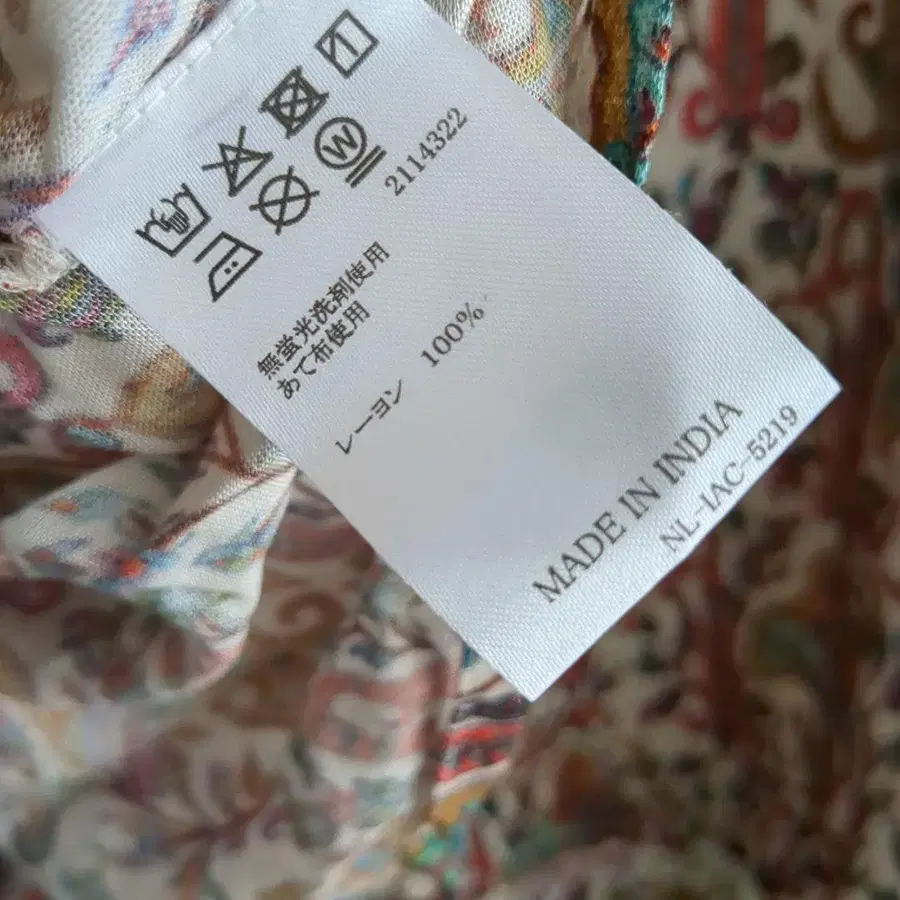 2114322
無蛍光洗剤使用
あて布使用
レーヨン 100%
MADE IN INDIA
NL-IAC-5219